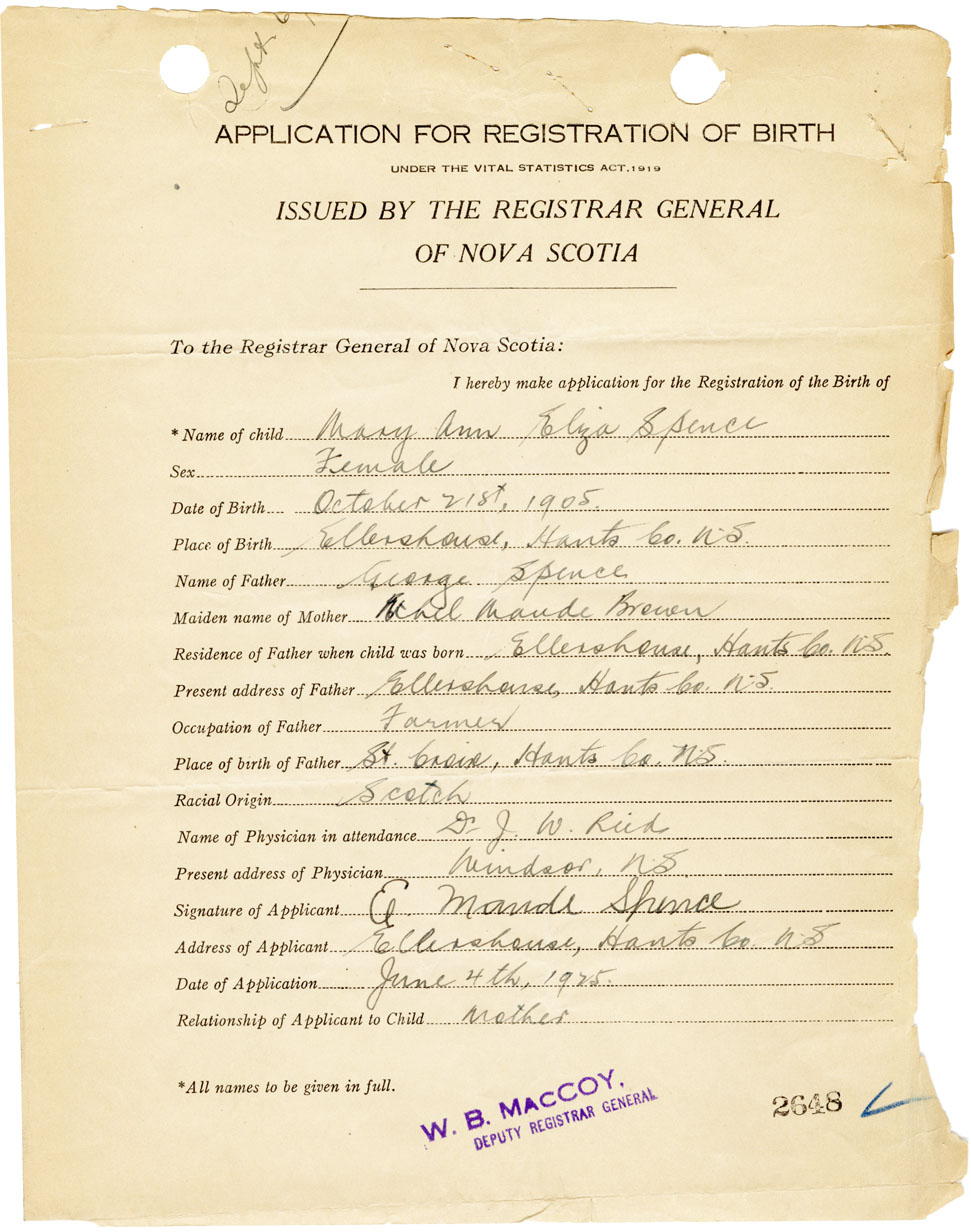 Sept. 6
APPLICATION FOR REGISTRATION OF BIRTH
UNDER THE VITAL STATISTICS ACT, 1919
ISSUED BY THE REGISTRAR GENERAL
OF NOVA SCOTIA
To the Registrar General of Nova Scotia:
I hereby make application for the Registration of the Birth of
* Name of child Mary Ann Eliza Spence
Sex Female
Date of Birth October 21st, 1905.
Place of Birth Ellershouse, Hants Co. N.S.
Name of Father George Spence
Maiden name of Mother Ethel Maude Brown
Residence of Father when child was born Ellershouse, Hants Co. N.S.
Present address of Father Ellershouse, Hants Co. N.S.
Occupation of Father Farmer
Place of birth of Father St. Croix, Hants Co. N.S.
Racial Origin Scotch
Name of Physician in attendance Dr J. W. Reid
Present address of Physician Windsor, N.S.
Signature of Applicant E. Maude Spence
Address of Applicant Ellershouse, Hants Co. N.S
Date of Application June 4th, 1925.
Relationship of Applicant to Child Mother
*All names to be given in full.
W. B. MACCOY,
DEPUTY REGISTRAR GENERAL
2648